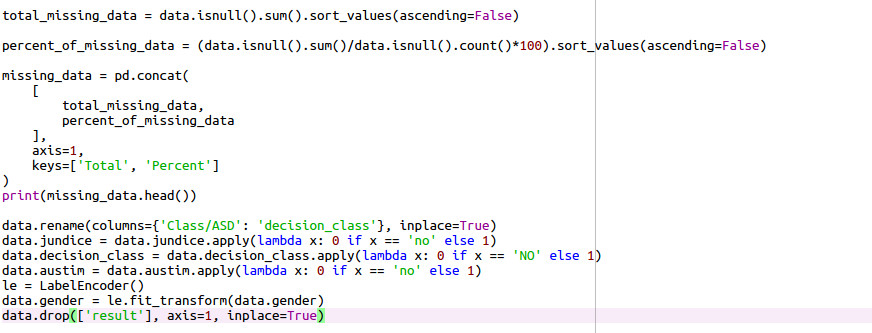 total_missing_data = data.isnull().sum().sort_values(ascending=False)
percent_of_missing_data = (data.isnull().sum()/data.isnull().count()*100).sort_values(ascending=False)
missing_data = pd.concat(
    [
        total_missing_data,
        percent_of_missing_data
    ],
    axis=1,
    keys=['Total', 'Percent']
)
print(missing_data.head())
data.rename(columns={'Class/ASD': 'decision_class'}, inplace=True)
data.jundice = data.jundice.apply(lambda x: 0 if x == 'no' else 1)
data.decision_class = data.decision_class.apply(lambda x: 0 if x == 'NO' else 1)
data.austim = data.austim.apply(lambda x: 0 if x == 'no' else 1)
le = LabelEncoder()
data.gender = le.fit_transform(data.gender)
data.drop(['result'], axis=1, inplace=True)